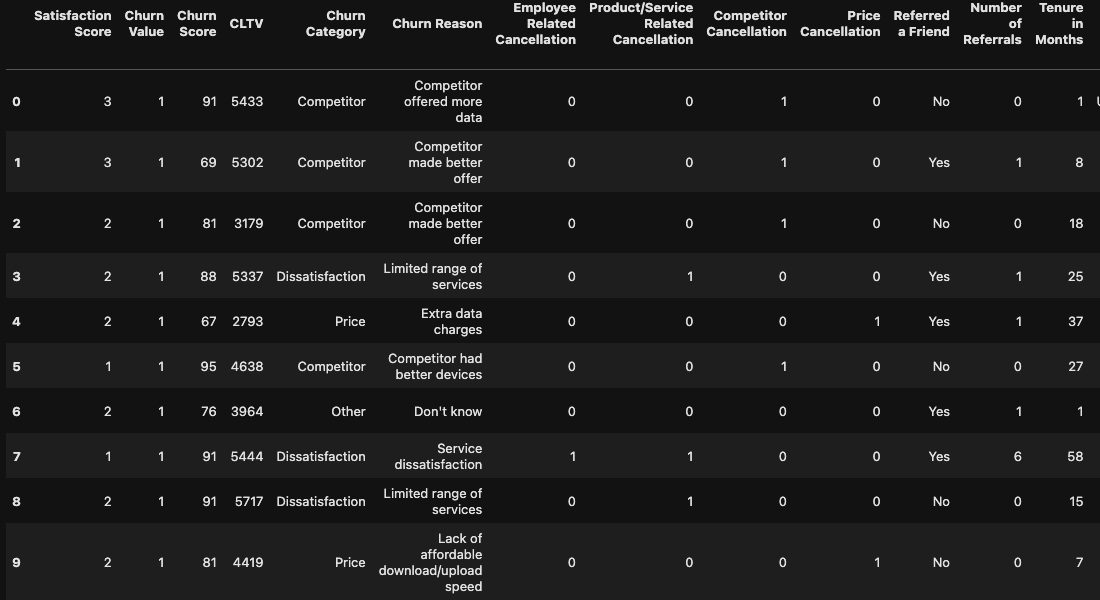 Satisfaction Score Churn Value Churn Score CLTV Churn Category Churn Reason Employee Related Cancellation Product/Service Related Cancellation Competitor Cancellation Price Cancellation Referred a Friend Number of Referrals Tenure in Months
0 3 1 91 5433 Competitor Competitor offered more data 0 0 1 0 No 0 1
1 3 1 69 5302 Competitor Competitor made better offer 0 0 1 0 Yes 1 8
2 2 1 81 3179 Competitor Competitor made better offer 0 0 1 0 No 0 18
3 2 1 88 5337 Dissatisfaction Limited range of services 0 1 0 0 Yes 1 25
4 2 1 67 2793 Price Extra data charges 0 0 0 1 Yes 1 37
5 1 1 95 4638 Competitor Competitor had better devices 0 0 1 0 No 0 27
6 2 1 76 3964 Other Don't know 0 0 0 0 Yes 1 1
7 1 1 91 5444 Dissatisfaction Service dissatisfaction 1 1 0 0 Yes 6 58
8 2 1 91 5717 Dissatisfaction Limited range of services 0 1 0 0 No 0 15
9 2 1 81 4419 Price Lack of affordable download/upload speed 0 0 0 1 No 0 7